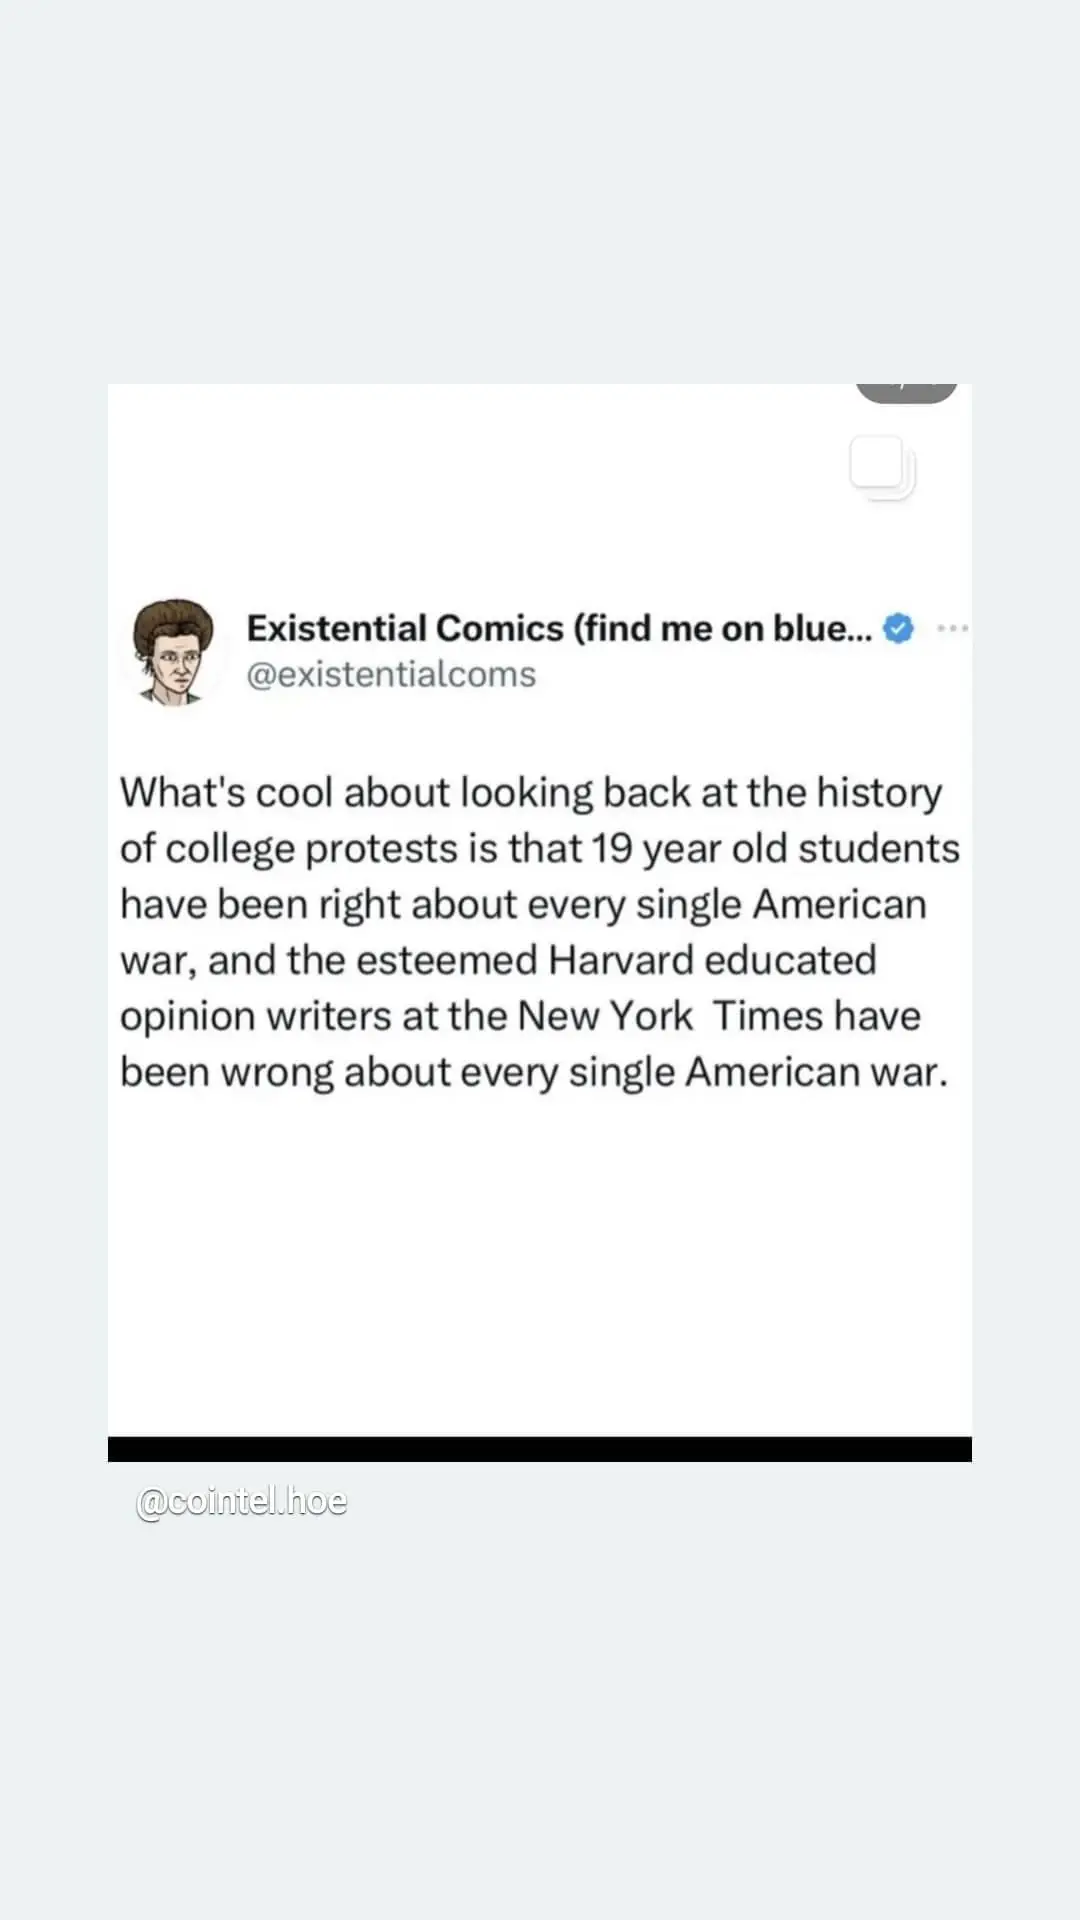 Existential Comics (find me on blue...
@existentialcoms
What's cool about looking back at the history
of college protests is that 19 year old students
have been right about every single American
war, and the esteemed Harvard educated
opinion writers at the New York Times have
been wrong about every single American war.
@cointel.hoe